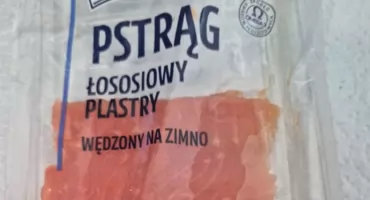 PSTRĄG
ŁOSOSIOWY
PLASTRY
WĘDZONY NA ZIMNO